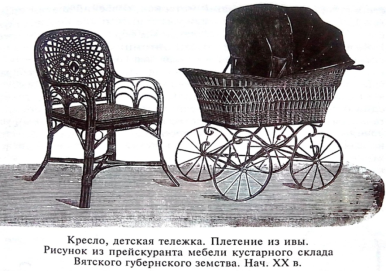 Кресло, детская тележка. Плетение из ивы.
Рисунок из прейскуранта мебели кустарного склада
Вятского губернского земства. Нач. XX в.